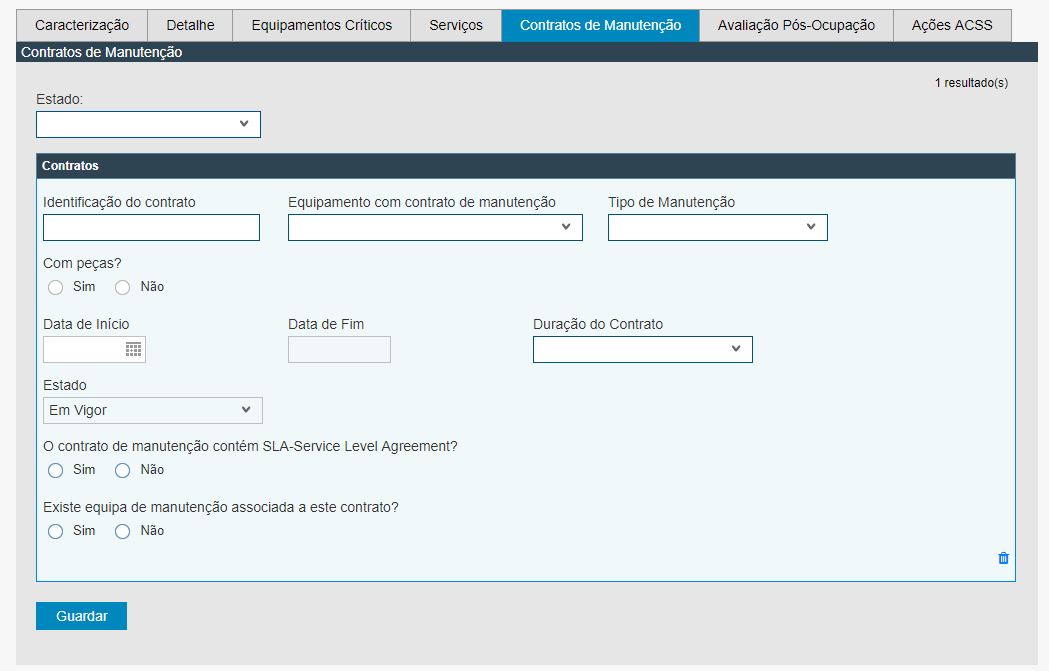 Caracterização Detalhe Equipamentos Críticos Serviços Contratos de Manutenção Avaliação Pós-Ocupação Ações ACSS
Contratos de Manutenção
1 resultado(s)
Estado:
Contratos
Identificação do contrato Equipamento com contrato de manutenção Tipo de Manutenção
Com peças?
Sim Não
Data de Início Data de Fim Duração do Contrato
Estado
Em Vigor
O contrato de manutenção contém SLA-Service Level Agreement?
Sim Não
Existe equipa de manutenção associada a este contrato?
Sim Não
Guardar